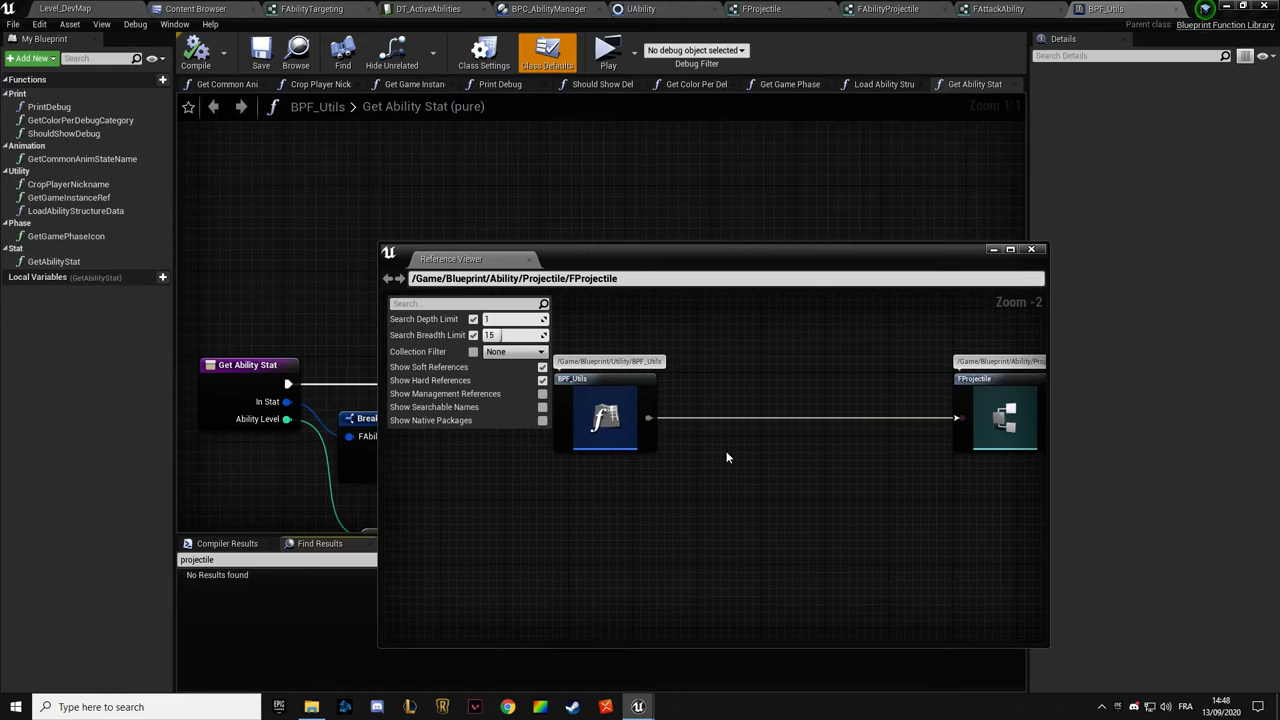 Level_DevMap
Content Browser
FAbilityTargeting
DT_ActiveAbilities
BPC_AbilityManager
UAbility
FProjectile
FAbilityProjectile
FAttackAbility
BPF_Utils
File
Edit
Asset
View
Debug
Window
Help
Parent class: Blueprint Function Library
My Blueprint
Add New
Search
Compile
Save
Browse
Find
Hide Unrelated
Class Settings
Class Defaults
Play
No debug object selected
Debug Filter
Details
Search Details
Get Common Ani
Crop Player Nick
Get Game Instan
Print Debug
Should Show Del
Get Color Per Del
Get Game Phase
Load Ability Stru
Get Ability Stat
BPF_Utils > Get Ability Stat (pure)
Zoom 1:1
Functions
Print
PrintDebug
GetColorPerDebugCategory
ShouldShowDebug
Animation
GetCommonAnimStateName
Utility
CropPlayerNickname
GetGameInstanceRef
LoadAbilityStructureData
Phase
GetGamePhaseIcon
Stat
GetAbilityStat
Local Variables (GetAbilityStat)
Get Ability Stat
In Stat
Ability Level
Brea
FAbi
Reference Viewer
/Game/Blueprint/Ability/Projectile/FProjectile
Zoom -2
Search...
Search Depth Limit 1
Search Breadth Limit 15
Collection Filter None
Show Soft References
Show Hard References
Show Management References
Show Searchable Names
Show Native Packages
/Game/Blueprint/Utility/BPF_Utils
BPF_Utils
/Game/Blueprint/Ability/Proj
FProjectile
Compiler Results
Find Results
projectile
No Results found
Type here to search
FRA
14:48
13/09/2020